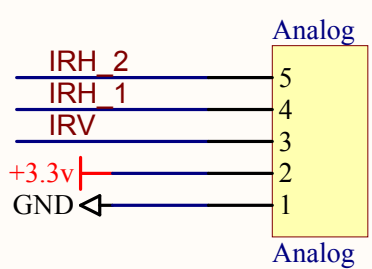 Analog
IRH_2 5
IRH_1 4
IRV 3
+3.3v 2
GND 1
Analog